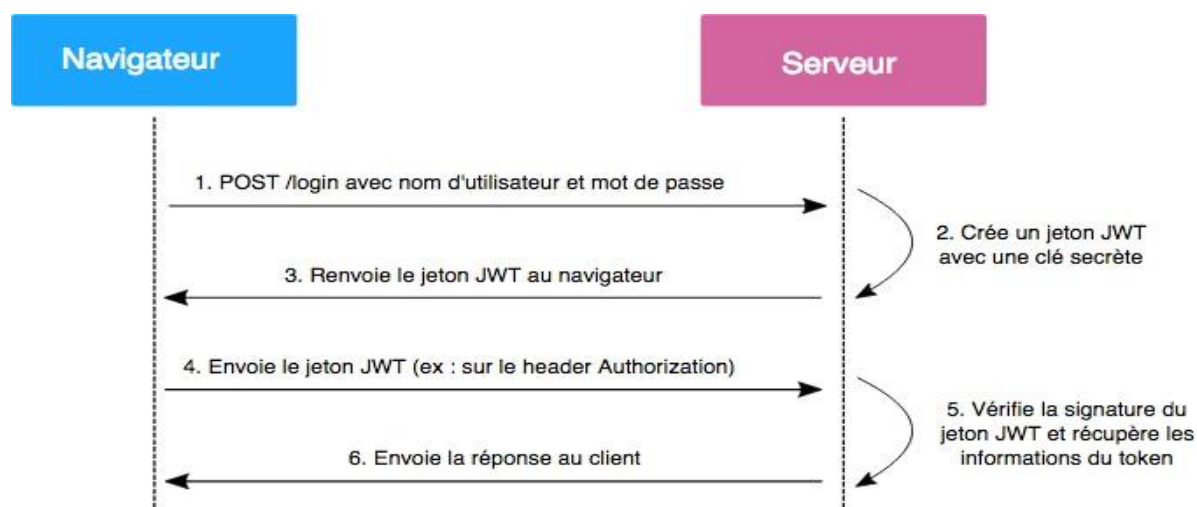 Navigateur
Serveur
1. POST /login avec nom d'utilisateur et mot de passe
2. Crée un jeton JWT
avec une clé secrète
3. Renvoie le jeton JWT au navigateur
4. Envoie le jeton JWT (ex : sur le header Authorization)
5. Vérifie la signature du
jeton JWT et récupère les
informations du token
6. Envoie la réponse au client